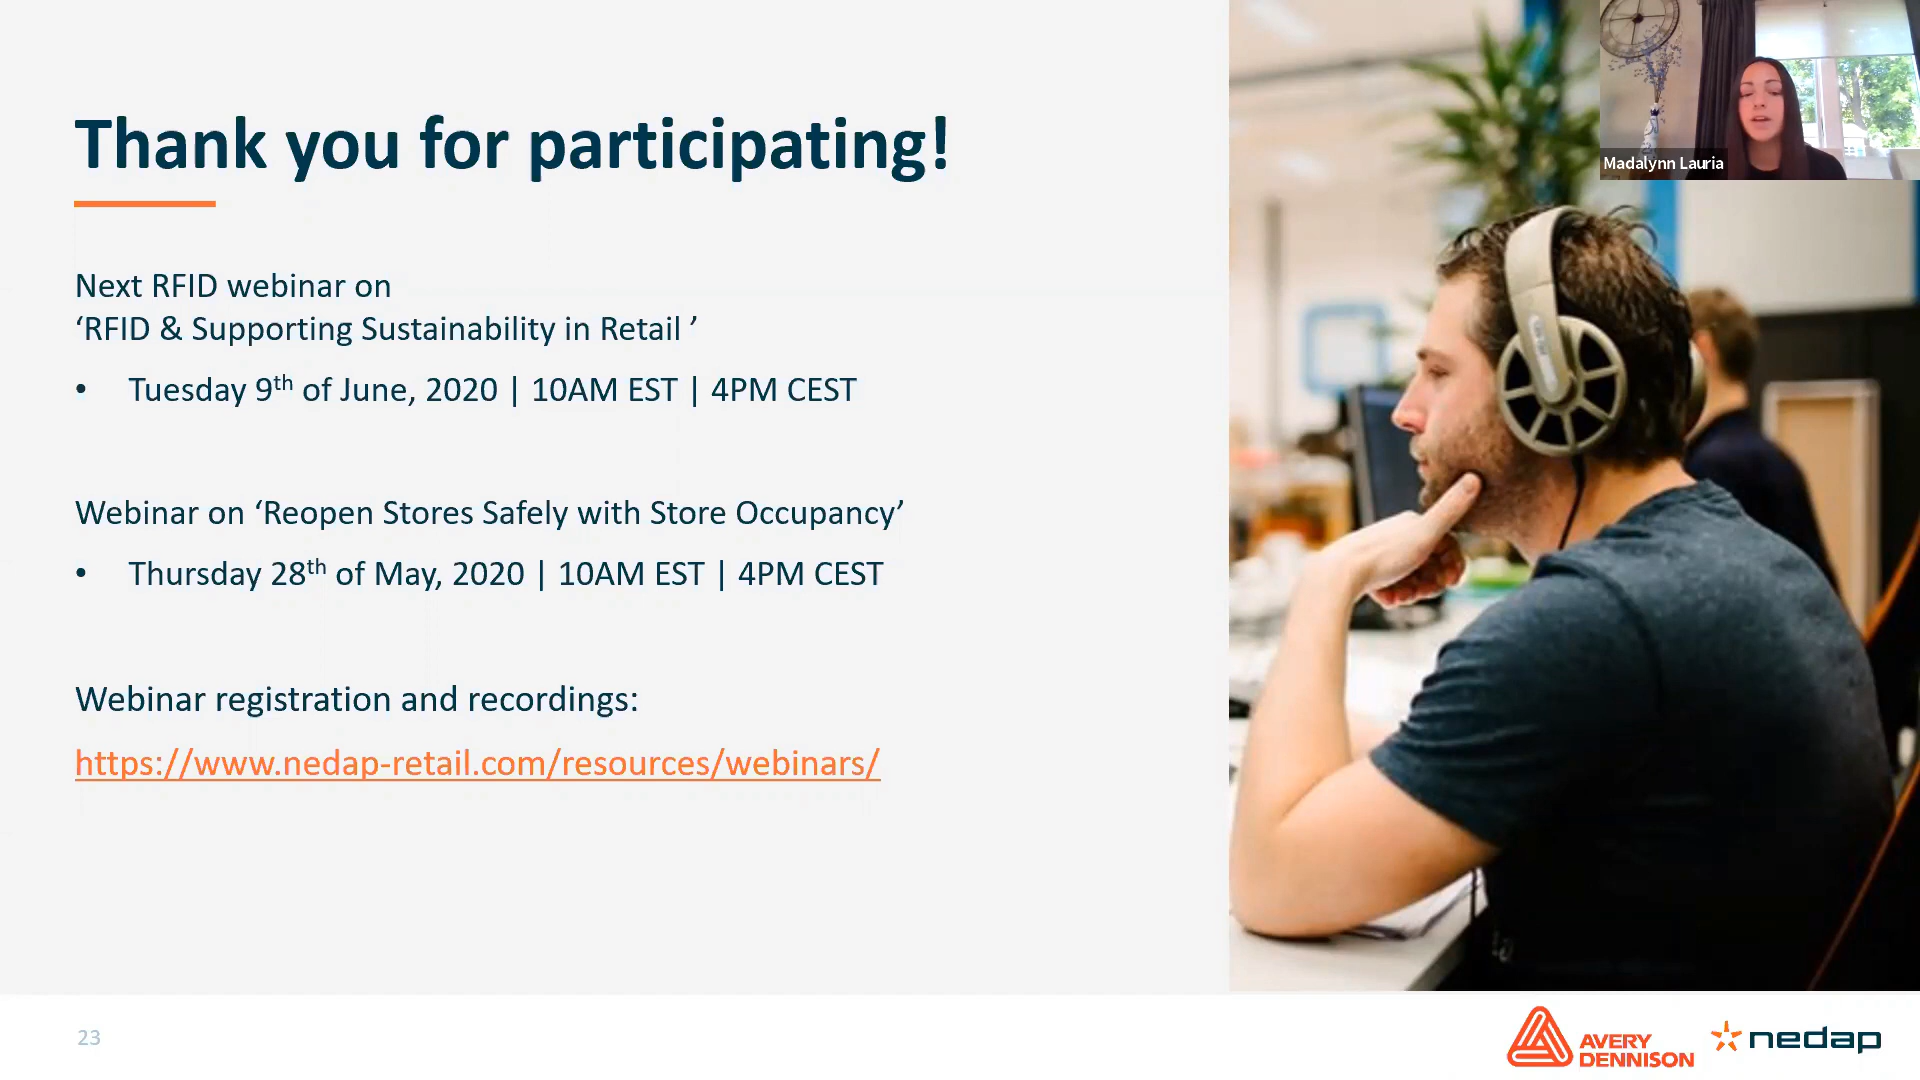 Thank you for participating!
Madalynn Lauria
Next RFID webinar on
‘RFID & Supporting Sustainability in Retail ’
• Tuesday 9th of June, 2020 | 10AM EST | 4PM CEST
Webinar on ‘Reopen Stores Safely with Store Occupancy’
• Thursday 28th of May, 2020 | 10AM EST | 4PM CEST
Webinar registration and recordings:
https://www.nedap-retail.com/resources/webinars/
23
AVERY
DENNISON
nedap